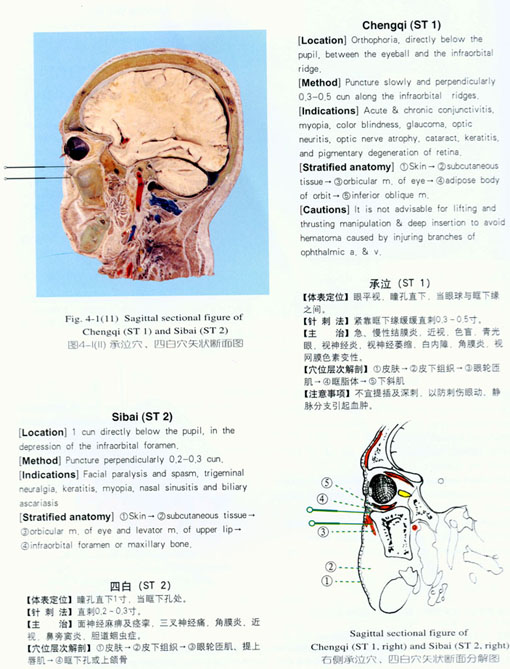 Chengqi (ST 1)
[Location] Orthophoria, directly below the
pupil, between the eyeball and the infraorbital
ridge.
[Method] Puncture slowly and perpendicularly
0,3-0,5 cun along the infraorbital ridges.
[Indications] Acute & chronic conjunctivitis,
myopia, color blindness, glaucoma, optic
neuritis, optic nerve atrophy, cataract, keratitis,
and pigmentary degeneration of retina.
[Stratified anatomy] ①Skin→②subcutaneous
tissue→③orbicular m. of eye→④adipose body
of orbit→⑤inferior oblique m.
[Cautions] It is not advisable for lifting and
thrusting manipulation & deep insertion to avoid
hematoma caused by injuring branches of
ophthalmic a. & v.
承泣 (ST 1)
【体表定位】眼平视，瞳孔直下，当眼球与眶下缘
之间。
【针 刺 法】紧靠眶下缘缓缓直刺0.3~0.5寸。
【主 治】急、慢性结膜炎，近视，色盲，青光
眼，视神经炎，视神经萎缩，白内障，角膜炎，视
网膜色素变性。
【穴位层次解剖】①皮肤→②皮下组织→③眼轮匝
肌→④眶脂体→⑤下斜肌
【注意事项】不宜提插及深刺，以防刺伤眼动、静
脉分支引起血肿。
Fig. 4-1(11) Sagittal sectional figure of
Chengqi (ST 1) and Sibai (ST 2)
图4-1(11) 承泣穴、四白穴矢状断面图
Sibai (ST 2)
[Location] 1 cun directly below the pupil, in the
depression of the infraorbital foramen.
[Method] Puncture perpendicularly 0,2-0,3 cun.
[Indications] Facial paralysis and spasm, trigeminal
neuralgia, keratitis, myopia, nasal sinusitis and biliary
ascariasis
[Stratified anatomy] ①Skin→②subcutaneous tissue→
③orbicular m. of eye and levator m. of upper lip→
④infraorbital foramen or maxillary bone.
四白 (ST 2)
【体表定位】瞳孔直下1寸，当眶下孔处。
【针 刺 法】直刺0.2~0.3寸。
【主 治】面神经麻痹及痉挛，三叉神经痛，角膜炎，近
视，鼻旁窦炎，胆道蛔虫症。
【穴位层次解剖】①皮肤→②皮下组织→③眼轮匝肌、提上
唇肌→④眶下孔或上颌骨
⑤
④
③
②
①
Sagittal sectional figure of
Chengqi (ST 1, right) and Sibai (ST 2, right)
右侧承泣穴、四白穴矢状断面分解图